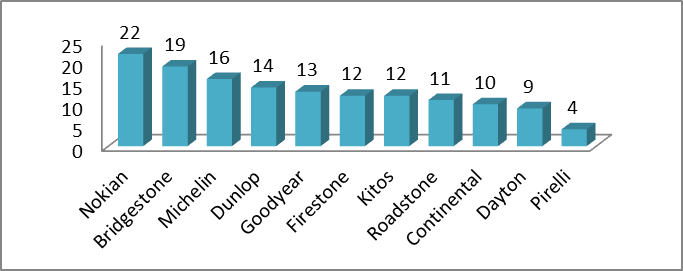 22
19
16
14
13
12
12
11
10
9
4
25
20
15
10
5
0
Nokian
Bridgestone
Michelin
Dunlop
Goodyear
Firestone
Kitos
Roadstone
Continental
Dayton
Pirelli